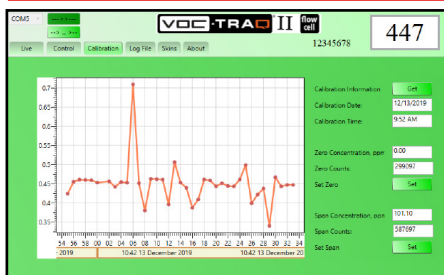 COM5
VOC-TRAQ II flow cell
12345678
447
Live Control Calibration Log File Skins About
Calibration Information Get
Calibration Date: 12/13/2019
Calibration Time: 9:52 AM
Zero Concentration, ppm 0.00
Zero Counts: 299097
Set Zero Set
Span Concentration, ppm 101.10
Span Counts: 587697
Set Span Set
0.7
0.65
0.6
0.55
0.5
0.45
0.4
0.35
54 56 58 00 02 04 06 08 10 12 14 16 18 20 22 24 26 28 30 32 34
2019 10:42 13 December 2019 10:42 13 December 20